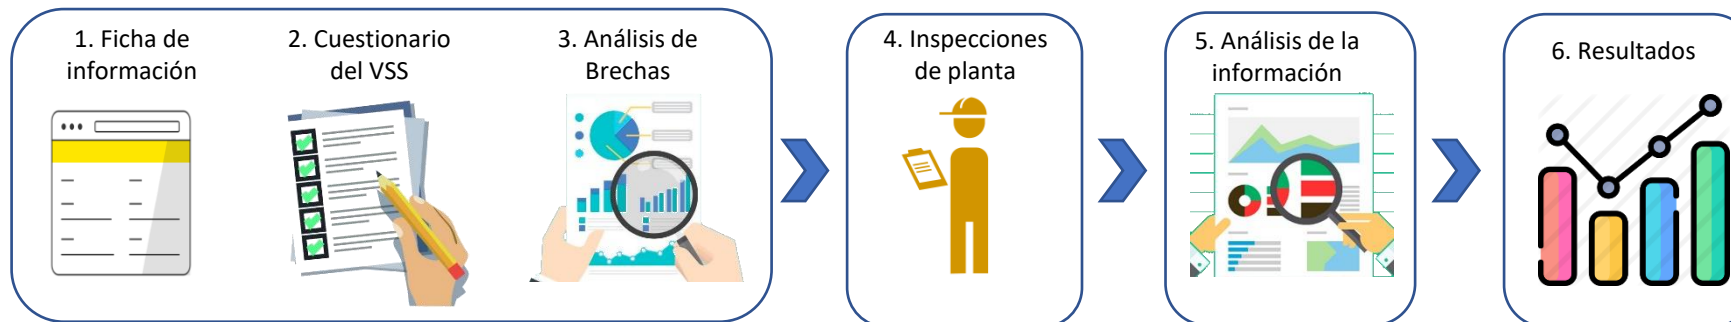 1. Ficha de
información
2. Cuestionario
del VSS
3. Análisis de
Brechas
4. Inspecciones
de planta
5. Análisis de la
información
6. Resultados